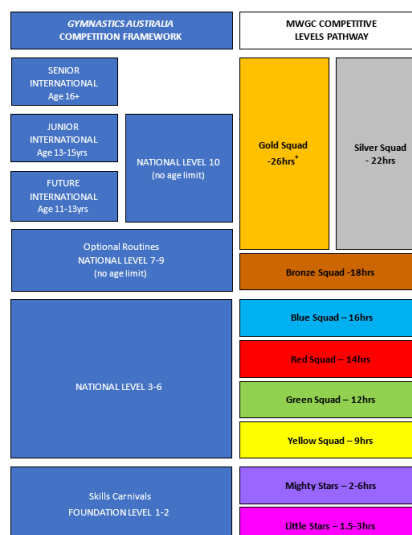 GYMNASTICS AUSTRALIA
COMPETITION FRAMEWORK
MWGC COMPETITIVE
LEVELS PATHWAY
SENIOR
INTERNATIONAL
Age 16+
JUNIOR
INTERNATIONAL
Age 13-15yrs
FUTURE
INTERNATIONAL
Age 11-13yrs
NATIONAL LEVEL 10
(no age limit)
Gold Squad
-26hrs*
Silver Squad
- 22hrs
Optional Routines
NATIONAL LEVEL 7-9
(no age limit)
Bronze Squad -18hrs
NATIONAL LEVEL 3-6
Blue Squad – 16hrs
Red Squad – 14hrs
Green Squad – 12hrs
Yellow Squad – 9hrs
Skills Carnivals
FOUNDATION LEVEL 1-2
Mighty Stars – 2-6hrs
Little Stars – 1.5-3hrs